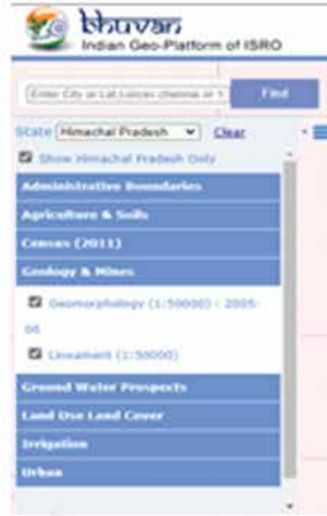 bhuvan
Indian Geo-Platform of ISRO
Find
State Himachal Pradesh Clear
Show Himachal Pradesh Only
Administrative Boundaries
Agriculture & Soils
Census (2011)
Geology & Mines
Geomorphology (1:50000) : 2005-
06
Lineament (1:50000)
Ground Water Prospects
Land Use Land Cover
Irrigation
Urban